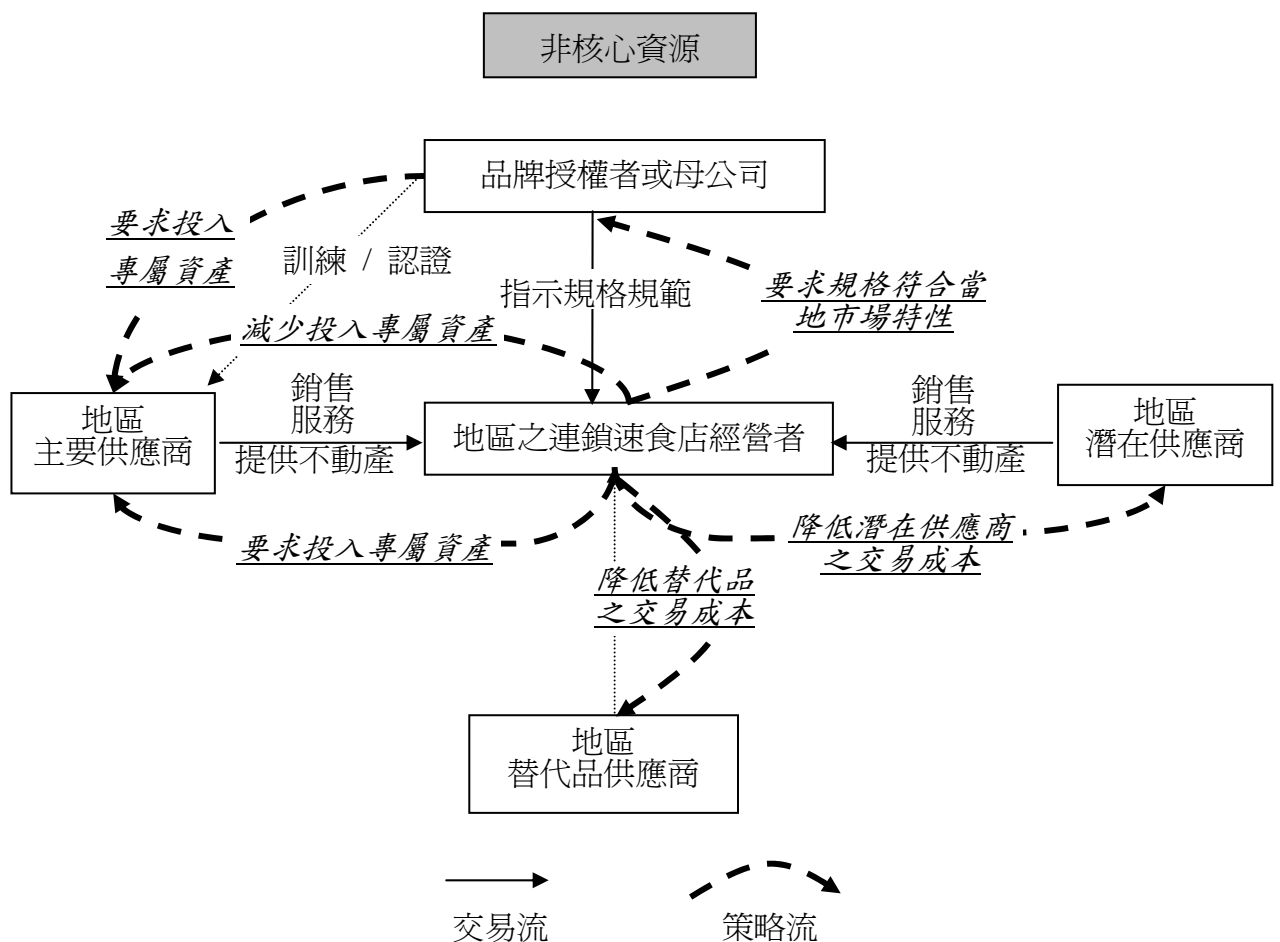 非核心資源
品牌授權者或母公司
要求投入
專屬資產
訓練 / 認證
指示規格規範
要求規格符合當
地市場特性
減少投入專屬資產
地區
主要供應商
銷售
服務
提供不動產
地區之連鎖速食店經營者
銷售
服務
提供不動產
地區
潛在供應商
要求投入專屬資產
降低潛在供應商
之交易成本
降低替代品
之交易成本
地區
替代品供應商
交易流
策略流